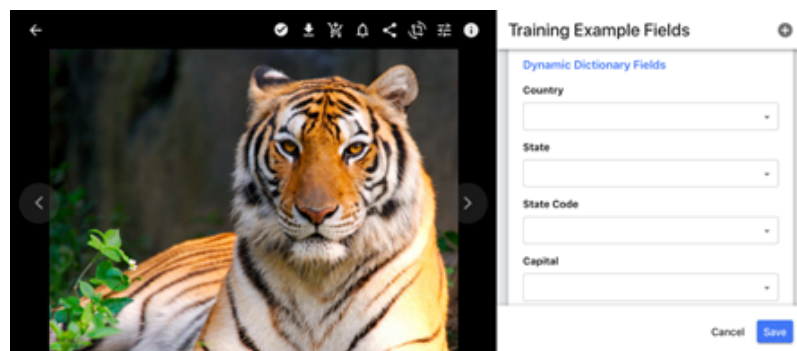 Training Example Fields
Dynamic Dictionary Fields
Country
State
State Code
Capital
Cancel
Save